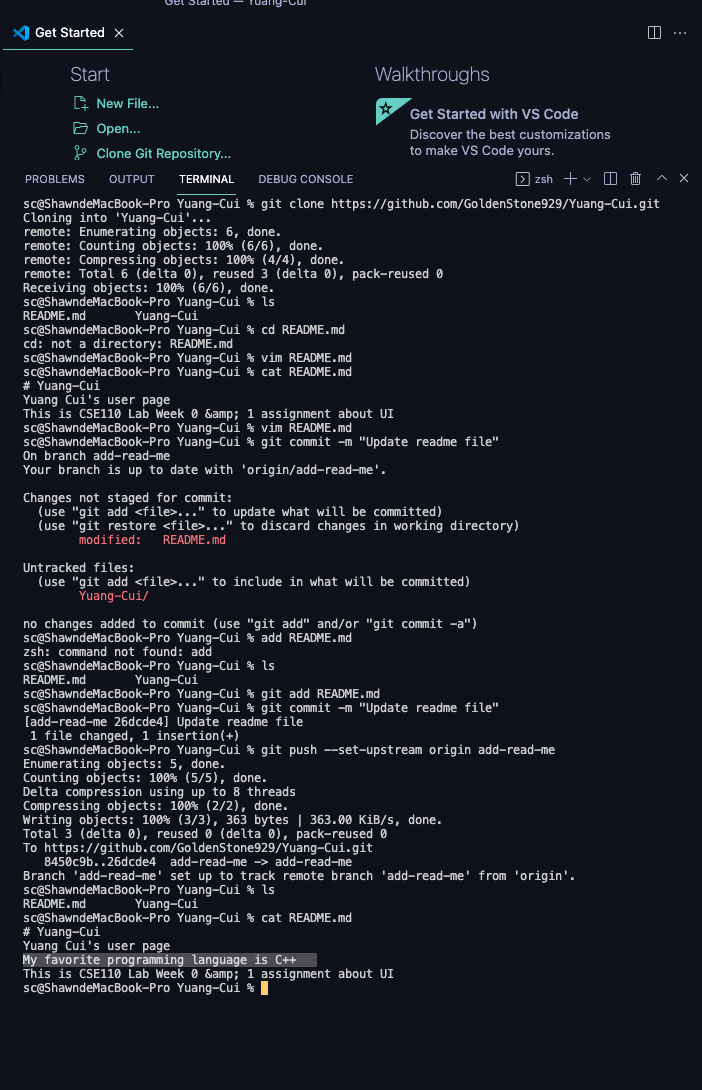 Get Started — Yuang-Cui
Get Started
Start
Walkthroughs
New File...
Open...
Clone Git Repository...
Get Started with VS Code
Discover the best customizations
to make VS Code yours.
PROBLEMS OUTPUT TERMINAL DEBUG CONSOLE zsh
sc@ShawndeMacBook-Pro Yuang-Cui % git clone https://github.com/GoldenStone929/Yuang-Cui.git
Cloning into 'Yuang-Cui'...
remote: Enumerating objects: 6, done.
remote: Counting objects: 100% (6/6), done.
remote: Compressing objects: 100% (4/4), done.
remote: Total 6 (delta 0), reused 3 (delta 0), pack-reused 0
Receiving objects: 100% (6/6), done.
sc@ShawndeMacBook-Pro Yuang-Cui % ls
README.md       Yuang-Cui
sc@ShawndeMacBook-Pro Yuang-Cui % cd README.md
cd: not a directory: README.md
sc@ShawndeMacBook-Pro Yuang-Cui % vim README.md
sc@ShawndeMacBook-Pro Yuang-Cui % cat README.md
# Yuang-Cui
Yuang Cui's user page
This is CSE110 Lab Week 0 &amp; 1 assignment about UI
sc@ShawndeMacBook-Pro Yuang-Cui % vim README.md
sc@ShawndeMacBook-Pro Yuang-Cui % git commit -m "Update readme file"
On branch add-read-me
Your branch is up to date with 'origin/add-read-me'.
Changes not staged for commit:
  (use "git add <file>..." to update what will be committed)
  (use "git restore <file>..." to discard changes in working directory)
        modified:   README.md
Untracked files:
  (use "git add <file>..." to include in what will be committed)
        Yuang-Cui/
no changes added to commit (use "git add" and/or "git commit -a")
sc@ShawndeMacBook-Pro Yuang-Cui % add README.md
zsh: command not found: add
sc@ShawndeMacBook-Pro Yuang-Cui % ls
README.md       Yuang-Cui
sc@ShawndeMacBook-Pro Yuang-Cui % git add README.md
sc@ShawndeMacBook-Pro Yuang-Cui % git commit -m "Update readme file"
[add-read-me 26dcde4] Update readme file
 1 file changed, 1 insertion(+)
sc@ShawndeMacBook-Pro Yuang-Cui % git push --set-upstream origin add-read-me
Enumerating objects: 5, done.
Counting objects: 100% (5/5), done.
Delta compression using up to 8 threads
Compressing objects: 100% (2/2), done.
Writing objects: 100% (3/3), 363 bytes | 363.00 KiB/s, done.
Total 3 (delta 0), reused 0 (delta 0), pack-reused 0
To https://github.com/GoldenStone929/Yuang-Cui.git
   8450c9b..26dcde4  add-read-me -> add-read-me
Branch 'add-read-me' set up to track remote branch 'add-read-me' from 'origin'.
sc@ShawndeMacBook-Pro Yuang-Cui % ls
README.md       Yuang-Cui
sc@ShawndeMacBook-Pro Yuang-Cui % cat README.md
# Yuang-Cui
Yuang Cui's user page
My favorite programming language is C++
This is CSE110 Lab Week 0 &amp; 1 assignment about UI
sc@ShawndeMacBook-Pro Yuang-Cui %